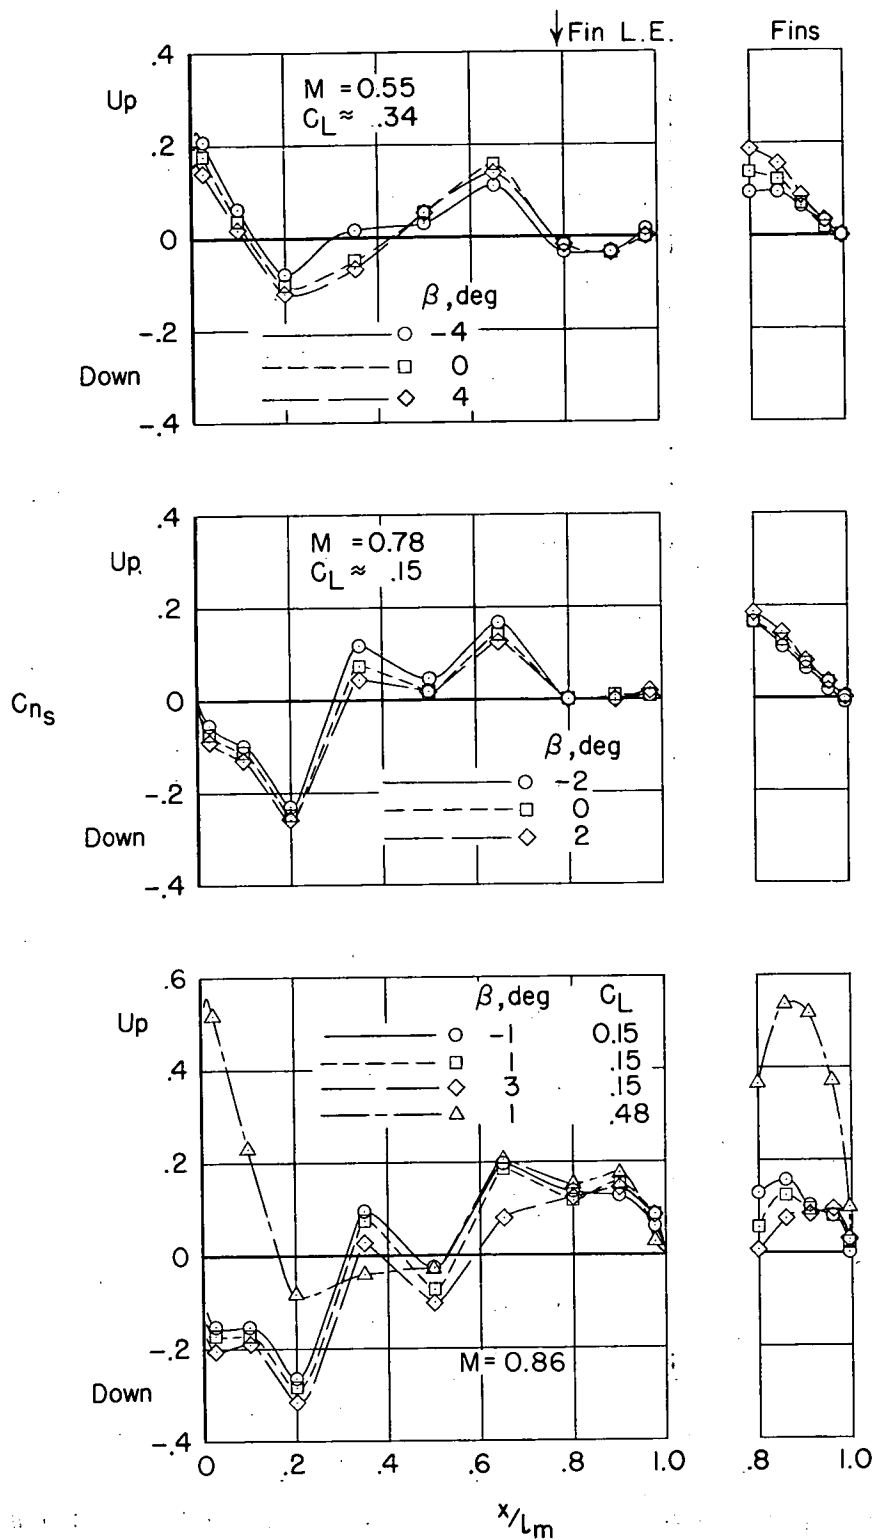 Fin L.E.
Fins
.4
Up
M = 0.55
C_L ≈ .34
.2
0
β, deg
-.2
-4
0
Down
4
-.4
.4
M = 0.78
Up
C_L ≈ .15
.2
0
C_ns
β, deg
-2
-.2
0
Down
2
-.4
.6
β, deg C_L
Up
-1 0.15
1 .15
.4
3 .15
1 .48
.2
0
-.2
M = 0.86
Down
-.4
0 .2 .4 .6 .8 1.0 .8 1.0
x/l_m